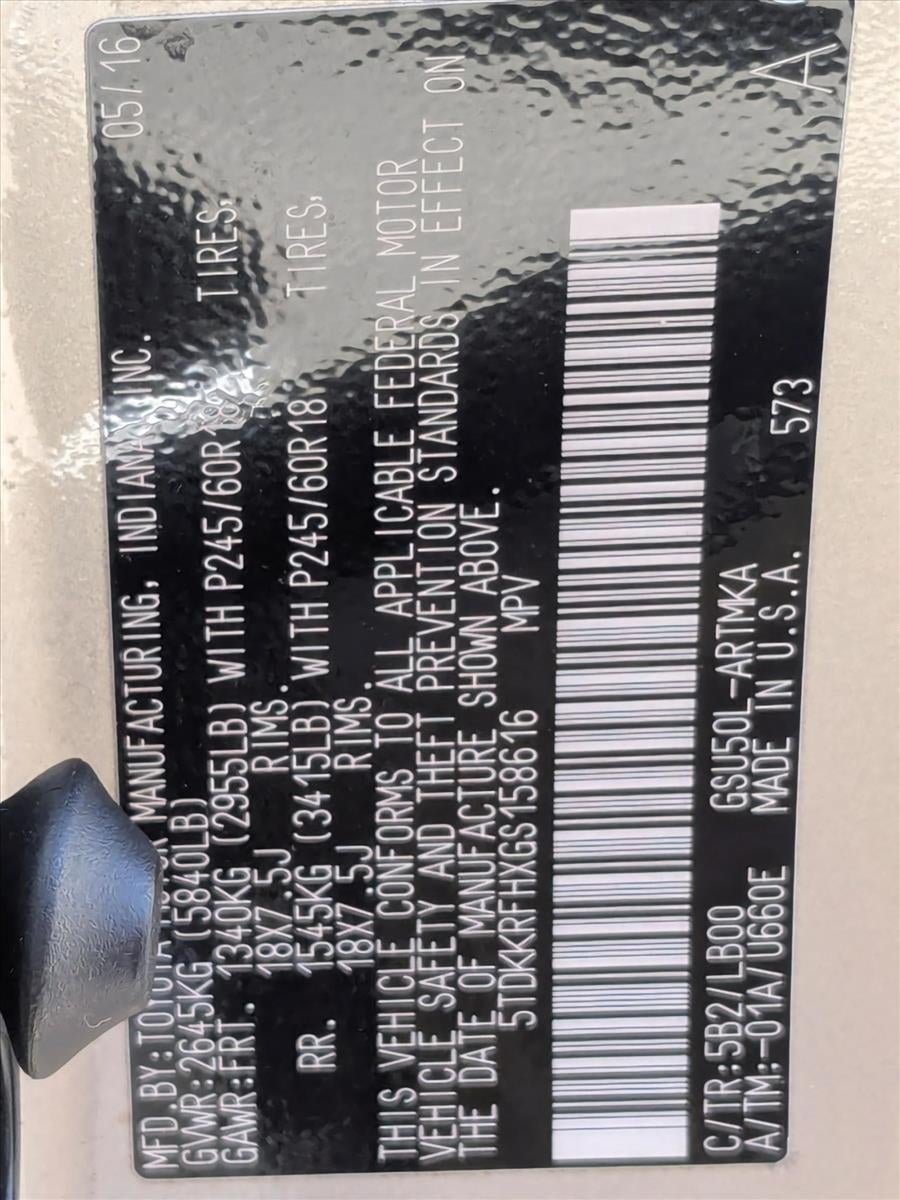 MFD.BY:TOYOTA MOTOR MANUFACTURING, INDIANA INC. 05/16
GVWR:2645KG (5840LB)
GAWR:FRT. 1340KG (2955LB) WITH P245/60R18 TIRES,
18X7.5J RIMS.
RR. 1545KG (3415LB) WITH P245/60R18 TIRES,
18X7.5J RIMS.
THIS VEHICLE CONFORMS TO ALL APPLICABLE FEDERAL MOTOR
VEHICLE SAFETY AND THEFT PREVENTION STANDARDS IN EFFECT ON
THE DATE OF MANUFACTURE SHOWN ABOVE.
5TDKRFHXGS158616 MPV
C/TR:5B2/LB00 GSU50L-ARTMKA
A/TM:-01A/U660E MADE IN U.S.A. 573 A